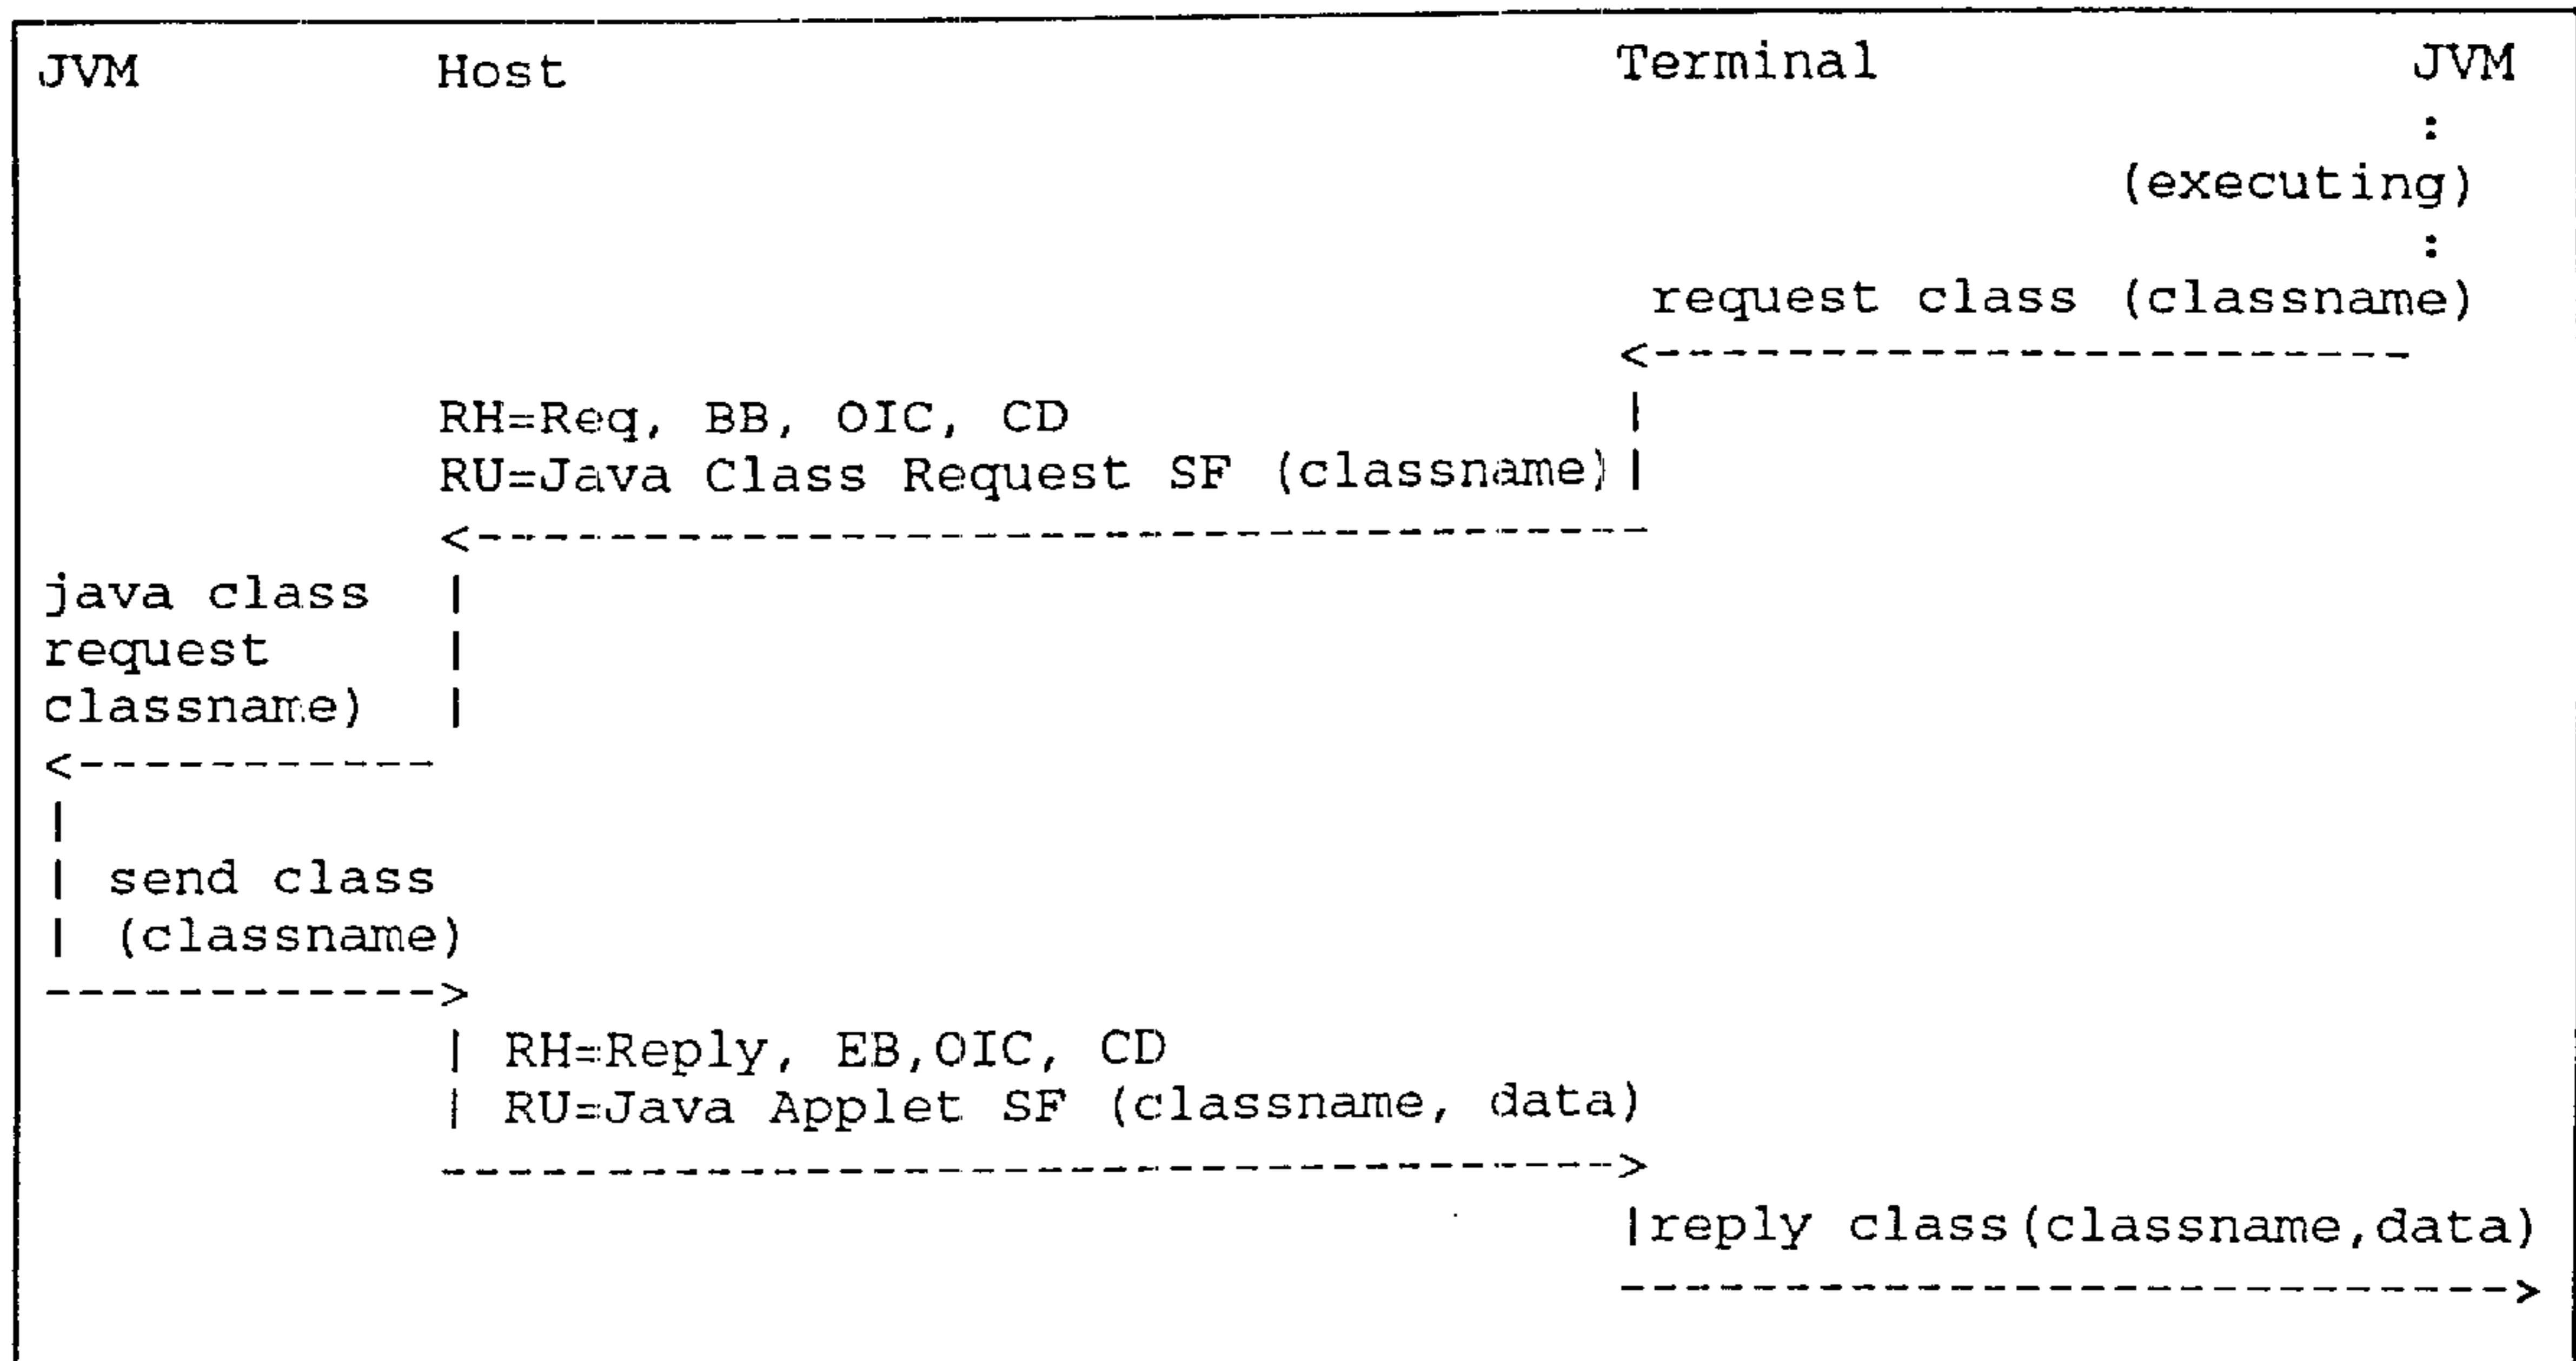 JVM Host Terminal JVM
:
(executing)
:
request class (classname)
<-----------------------
RH=Req, BB, OIC, CD |
RU=Java Class Request SF (classname) |
<------------------------------------
java class |
request |
classname) |
<-----------
|
| send class
| (classname)
------------>
| RH=Reply, EB,OIC, CD
| RU=Java Applet SF (classname, data)
------------------------------------>
|reply class(classname,data)
--------------------------->